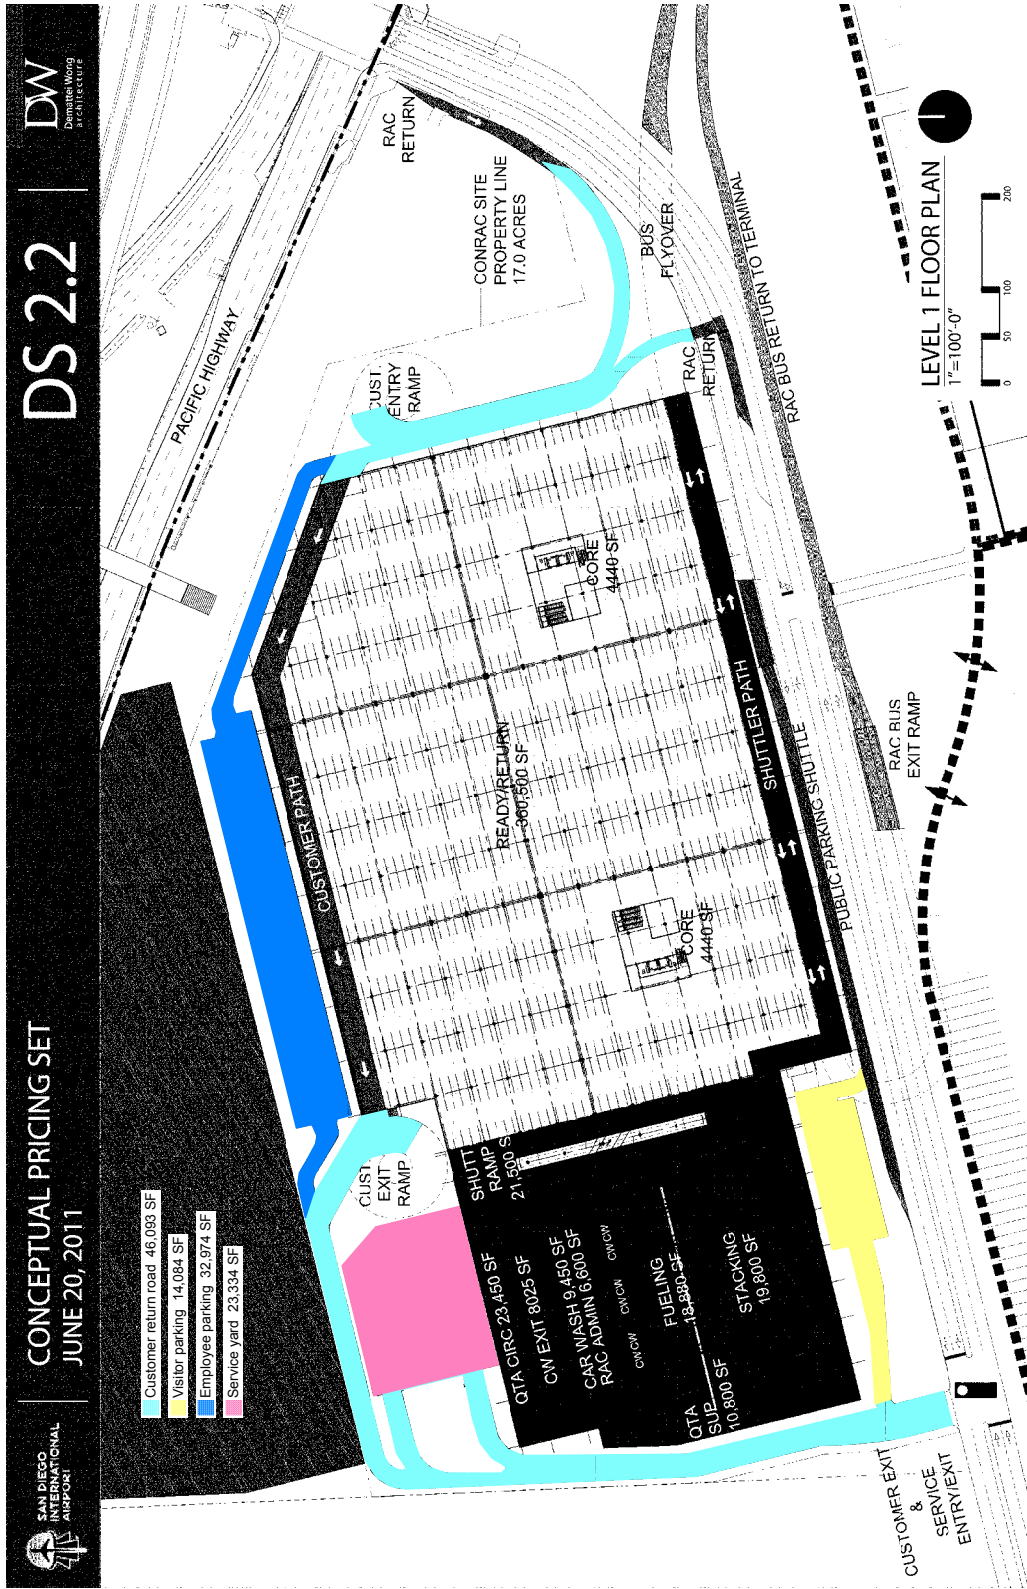 SAN DIEGO
INTERNATIONAL
AIRPORT
CONCEPTUAL PRICING SET
JUNE 20, 2011
DS 2.2
DW
DematteiWong
architecture
Customer return road 46,093 SF
Visitor parking 14,084 SF
Employee parking 32,974 SF
Service yard 23,334 SF
PACIFIC HIGHWAY
RAC
RETURN
CONRAC SITE
PROPERTY LINE
17.0 ACRES
CUST.
ENTRY
RAMP
BUS
FLYOVER
RAC
RETURN
RAC BUS RETURN TO TERMINAL
CUSTOMER PATH
READY/RETURN
360,500 SF
CORE
4440 SF
CORE
4440 SF
SHUTTLER PATH
PUBLIC PARKING SHUTTLE
RAC BUS
EXIT RAMP
CUST.
EXIT
RAMP
SHUTT
RAMP
21,500 S
QTA CIRC 23,450 SF
CW EXIT 8025 SF
CAR WASH 9,450 SF
RAC ADMIN 6,600 SF
CWCW CWCW CWCW
FUELING
18,880 SF
STACKING
19,800 SF
QTA
SUP
10,800 SF
CUSTOMER EXIT
&
SERVICE
ENTRY/EXIT
LEVEL 1 FLOOR PLAN
1"=100'-0"
0 50 100 200